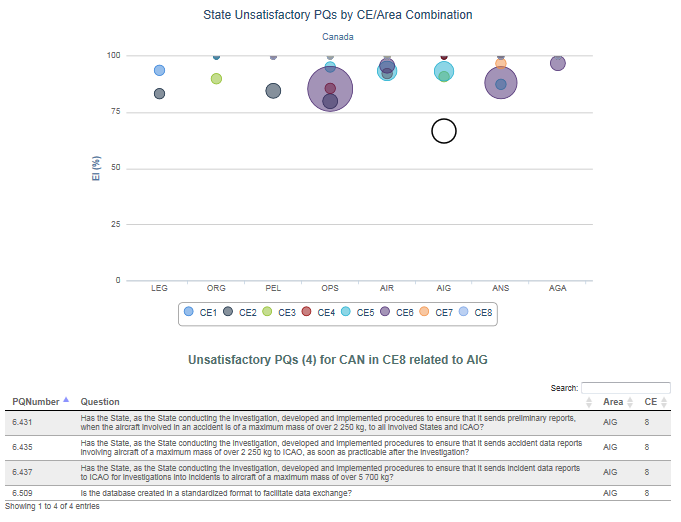 State Unsatisfactory PQs by CE/Area Combination
Canada
100
75
50
25
0
EI (%)
LEG ORG PEL OPS AIR AIG ANS AGA
CE1 CE2 CE3 CE4 CE5 CE6 CE7 CE8
Unsatisfactory PQs (4) for CAN in CE8 related to AIG
Search:
PQNumber Question Area CE
6.431 Has the State, as the State conducting the investigation, developed and implemented procedures to ensure that it sends preliminary reports, AIG 8
when the aircraft involved in an accident is of a maximum mass of over 2 250 kg, to all involved States and ICAO?
6.435 Has the State, as the State conducting the investigation, developed and implemented procedures to ensure that it sends accident data reports AIG 8
involving aircraft of a maximum mass of over 2 250 kg to ICAO, as soon as practicable after the investigation?
6.437 Has the State, as the State conducting the investigation, developed and implemented procedures to ensure that it sends incident data reports AIG 8
to ICAO for investigations into incidents to aircraft of a maximum mass of over 5 700 kg?
6.509 Is the database created in a standardized format to facilitate data exchange? AIG 8
Showing 1 to 4 of 4 entries